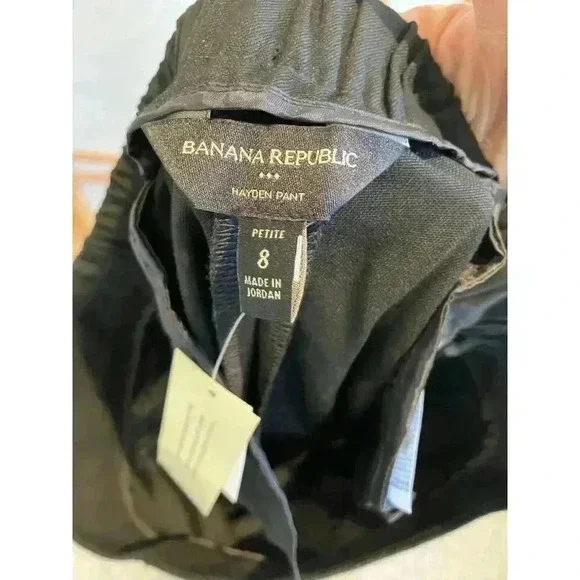 BANANA REPUBLIC
HAYDEN PANT
PETITE
8
MADE IN
JORDAN